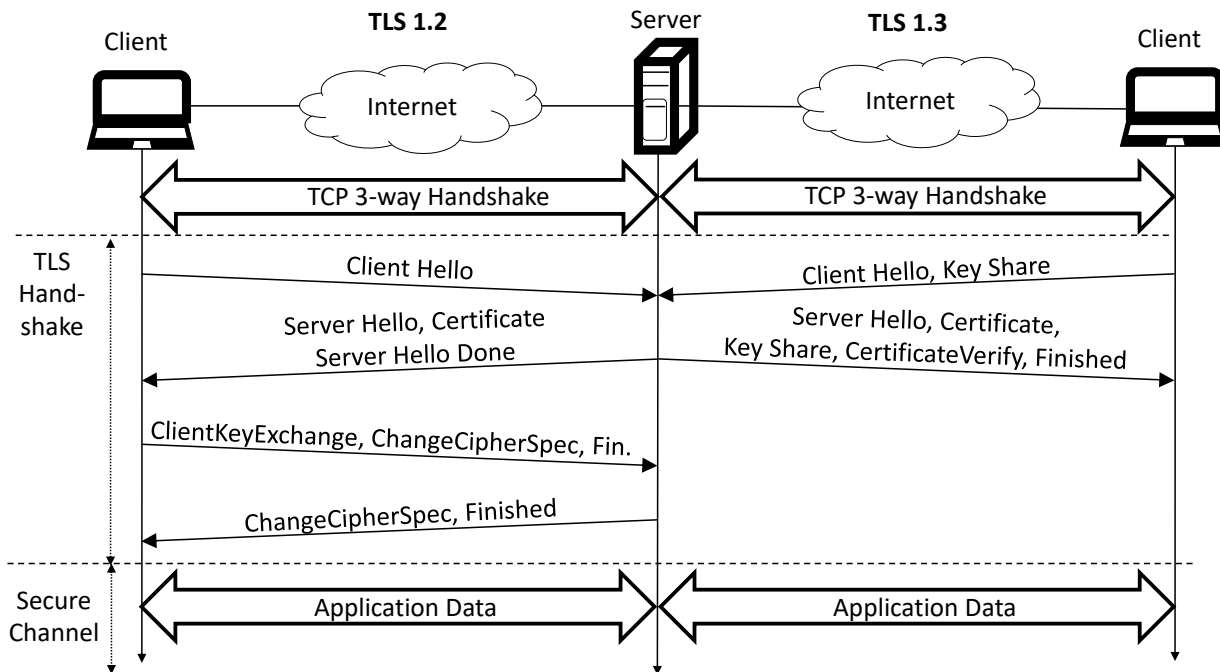 TLS 1.2
Server
TLS 1.3
Client
Client
Internet
Internet
TCP 3-way Handshake
TCP 3-way Handshake
TLS
Hand-
shake
Client Hello
Client Hello, Key Share
Server Hello, Certificate
Server Hello Done
Server Hello, Certificate,
Key Share, CertificateVerify, Finished
ClientKeyExchange, ChangeCipherSpec, Fin.
ChangeCipherSpec, Finished
Secure
Channel
Application Data
Application Data